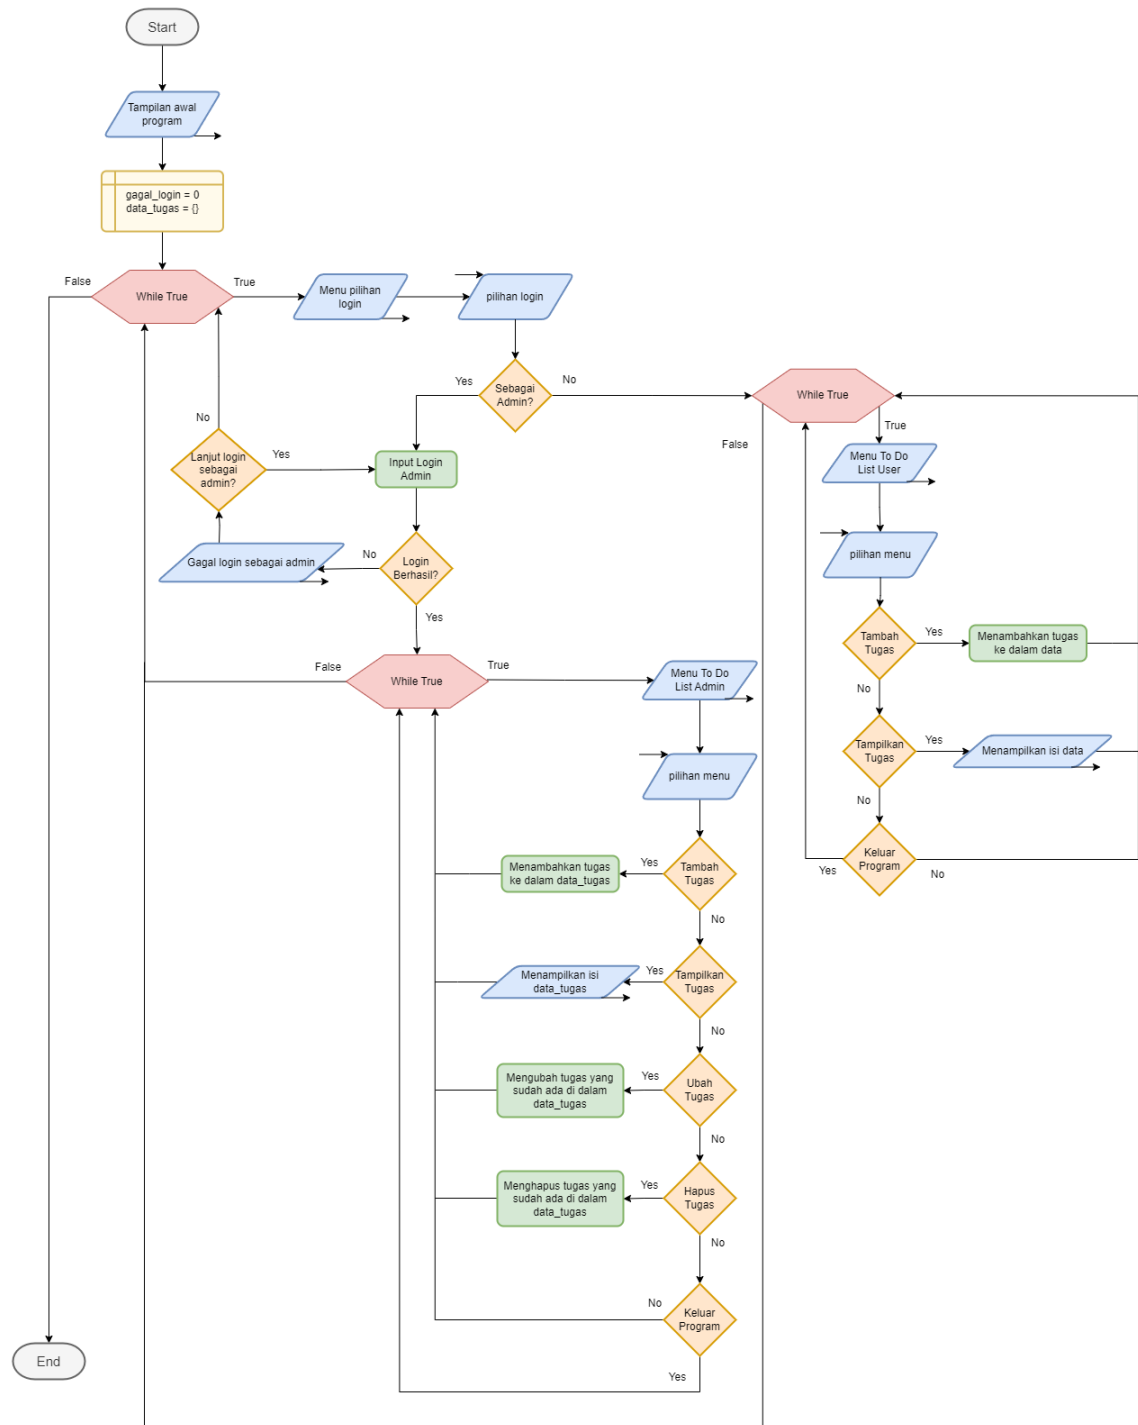 Start
Tampilan awal
program
gagal_login = 0
data_tugas = {}
False
While True
True
Menu pilihan
login
pilihan login
Yes
Sebagai
Admin?
No
While True
True
False
No
Lanjut login
sebagai
admin?
Yes
Input Login
Admin
Menu To Do
List User
Gagal login sebagai admin
No
Login
Berhasil?
Yes
pilihan menu
Tambah
Tugas
Yes
Menambahkan tugas
ke dalam data
No
False
While True
True
Menu To Do
List Admin
Tampilkan
Tugas
Yes
Menampilkan isi data
No
pilihan menu
Keluar
Program
Yes
No
Menambahkan tugas
ke dalam data_tugas
Yes
Tambah
Tugas
No
Menampilkan isi
data_tugas
Yes
Tampilkan
Tugas
No
Mengubah tugas yang
sudah ada di dalam
data_tugas
Yes
Ubah
Tugas
No
Menghapus tugas yang
sudah ada di dalam
data_tugas
Yes
Hapus
Tugas
No
No
Keluar
Program
Yes
End